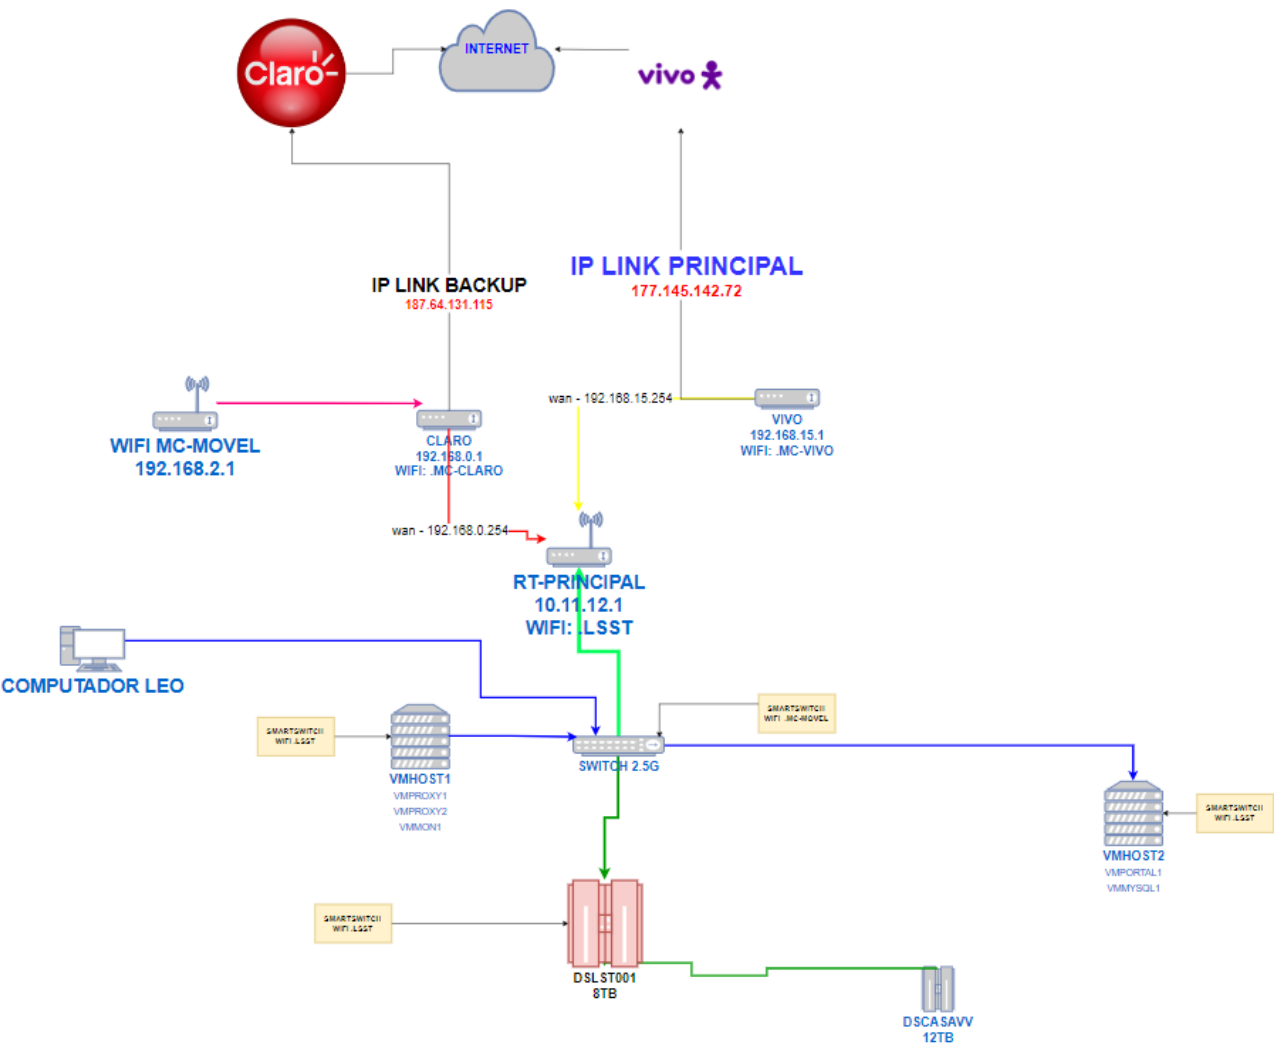 Claro
INTERNET
vivo
IP LINK BACKUP
187.64.131.115
IP LINK PRINCIPAL
177.145.142.72
WIFI MC-MOVEL
192.168.2.1
CLARO
192.168.0.1
WIFI: .MC-CLARO
wan - 192.168.15.254
VIVO
192.168.15.1
WIFI: .MC-VIVO
wan - 192.168.0.254
RT-PRINCIPAL
10.11.12.1
WIFI: .LSST
COMPUTADOR LEO
SMARTSWITCH
WIFI .LSST
VMHOST1
VMPROXY1
VMPROXY2
VMMON1
SWITCH 2.5G
SMARTSWITCH
WIFI .MC-MOVEL
VMHOST2
VMPORTAL1
VMMYSQL1
SMARTSWITCH
WIFI .LSST
SMARTSWITCH
WIFI .LSST
DSLST001
8TB
DSCASAVV
12TB